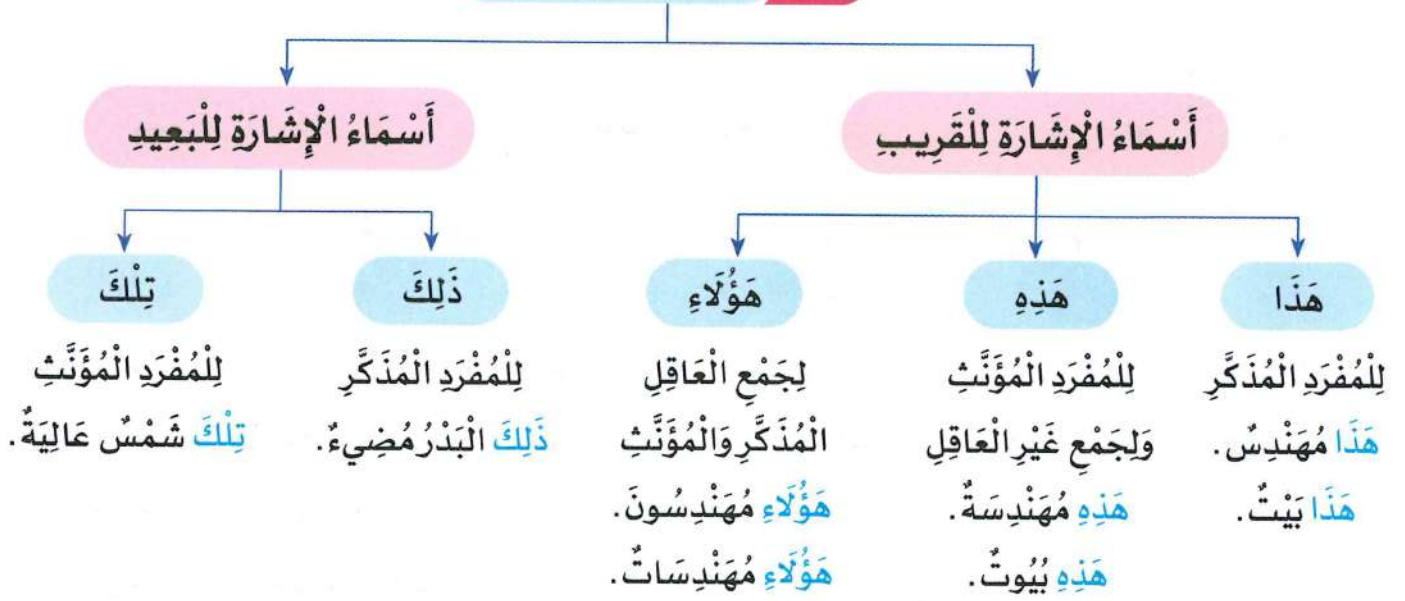 أَسْمَاءُ الْإِشَارَةِ لِلْقَرِيبِ
أَسْمَاءُ الْإِشَارَةِ لِلْبَعِيدِ
هَذَا
لِلْمُفْرَدِ الْمُذَكَّرِ
هَذَا مُهَنْدِسٌ.
هَذَا بَيْتٌ.
هَذِهِ
لِلْمُفْرَدِ الْمُؤَنَّثِ
وَلِجَمْعِ غَيْرِ الْعَاقِلِ
هَذِهِ مُهَنْدِسَةٌ.
هَذِهِ بُيُوتٌ.
هَؤُلَاءِ
لِجَمْعِ الْعَاقِلِ
الْمُذَكَّرِ وَالْمُؤَنَّثِ
هَؤُلَاءِ مُهَنْدِسُونَ.
هَؤُلَاءِ مُهَنْدِسَاتٌ.
ذَلِكَ
لِلْمُفْرَدِ الْمُذَكَّرِ
ذَلِكَ الْبَدْرُ مُضِيءٌ.
تِلْكَ
لِلْمُفْرَدِ الْمُؤَنَّثِ
تِلْكَ شَمْسٌ عَالِيَةٌ.